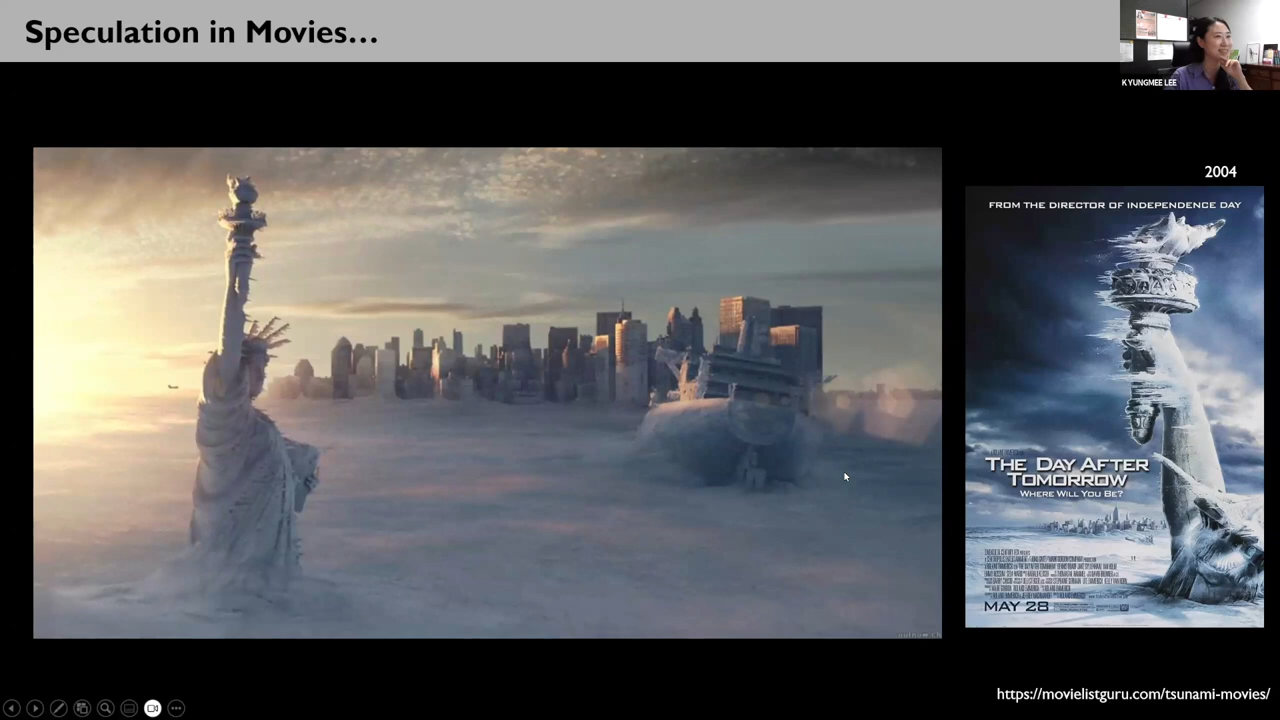 Speculation in Movies...
KYUNGMEE LEE
2004
FROM THE DIRECTOR OF INDEPENDENCE DAY
THE DAY AFTER
TOMORROW
WHERE WILL YOU BE?
MAY 28
https://movielistguru.com/tsunami-movies/